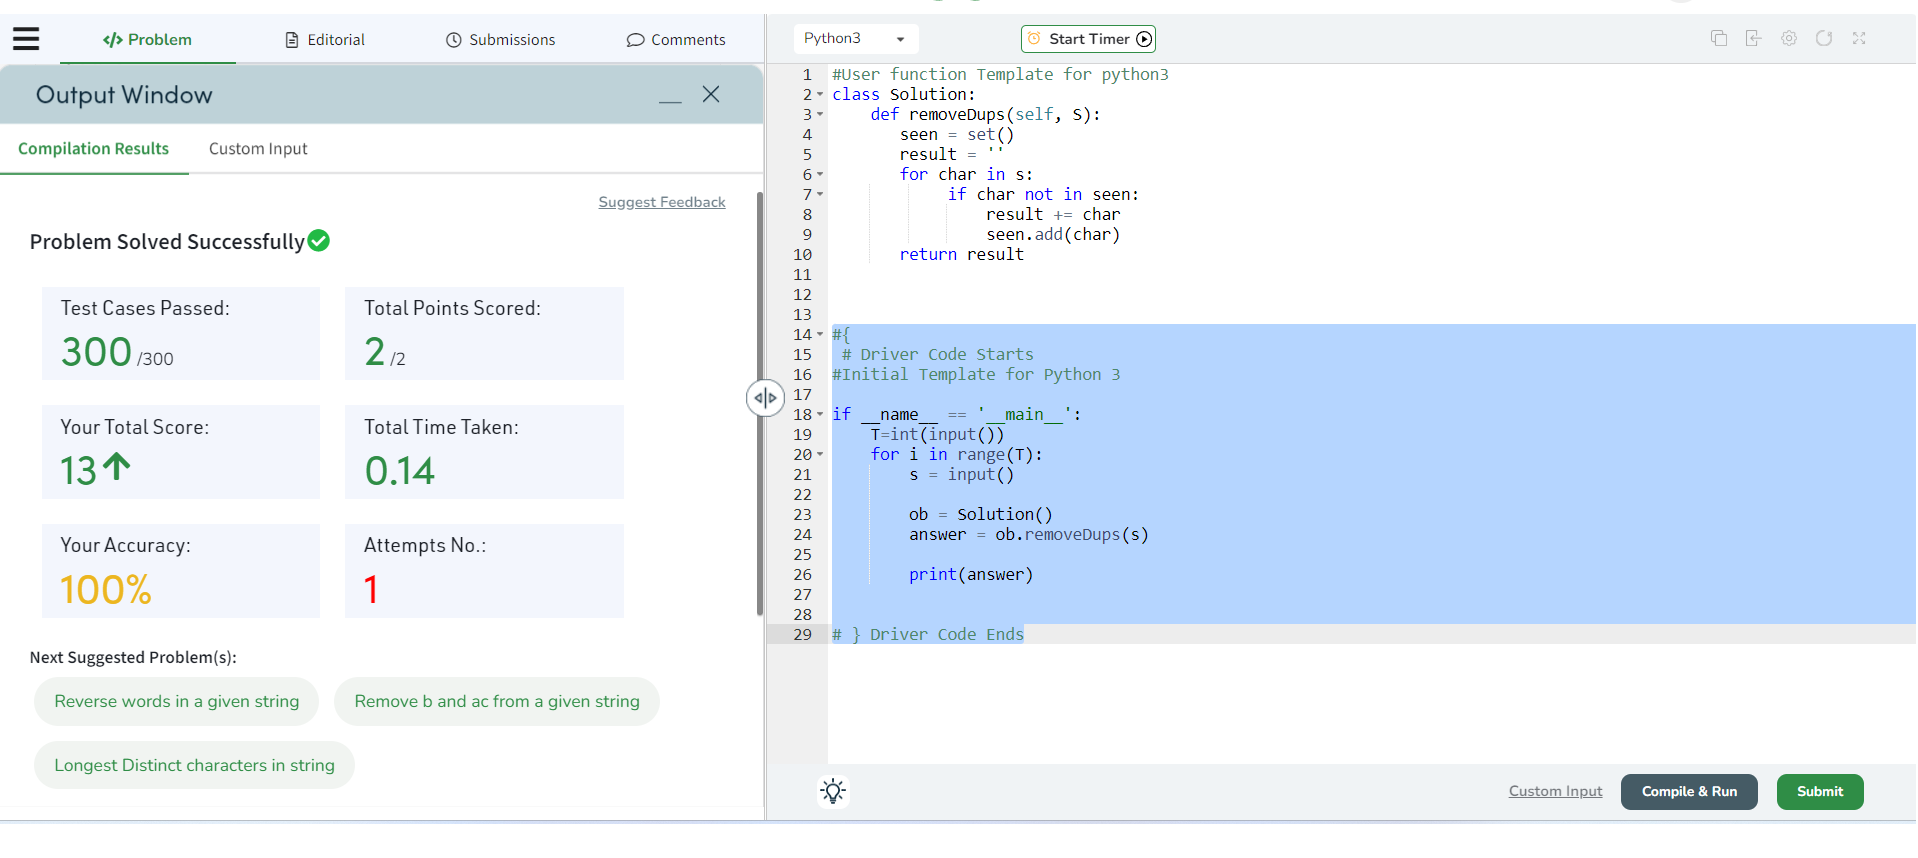 Problem
Editorial
Submissions
Comments
Output Window
Compilation Results
Custom Input
Suggest Feedback
Problem Solved Successfully
Test Cases Passed:
300 /300
Total Points Scored:
2 /2
Your Total Score:
13
Total Time Taken:
0.14
Your Accuracy:
100%
Attempts No.:
1
Next Suggested Problem(s):
Reverse words in a given string
Remove b and ac from a given string
Longest Distinct characters in string
Python3
Start Timer
1 #User function Template for python3
2 class Solution:
3     def removeDups(self, S):
4        seen = set()
5        result = ''
6        for char in s:
7             if char not in seen:
8                 result += char
9                 seen.add(char)
10        return result
11
12
13
14 #{
15  # Driver Code Starts
16 #Initial Template for Python 3
17
18 if __name__ == '__main__':
19     T=int(input())
20     for i in range(T):
21         s = input()
22
23         ob = Solution()
24         answer = ob.removeDups(s)
25
26         print(answer)
27
28
29 # } Driver Code Ends
Custom Input
Compile & Run
Submit